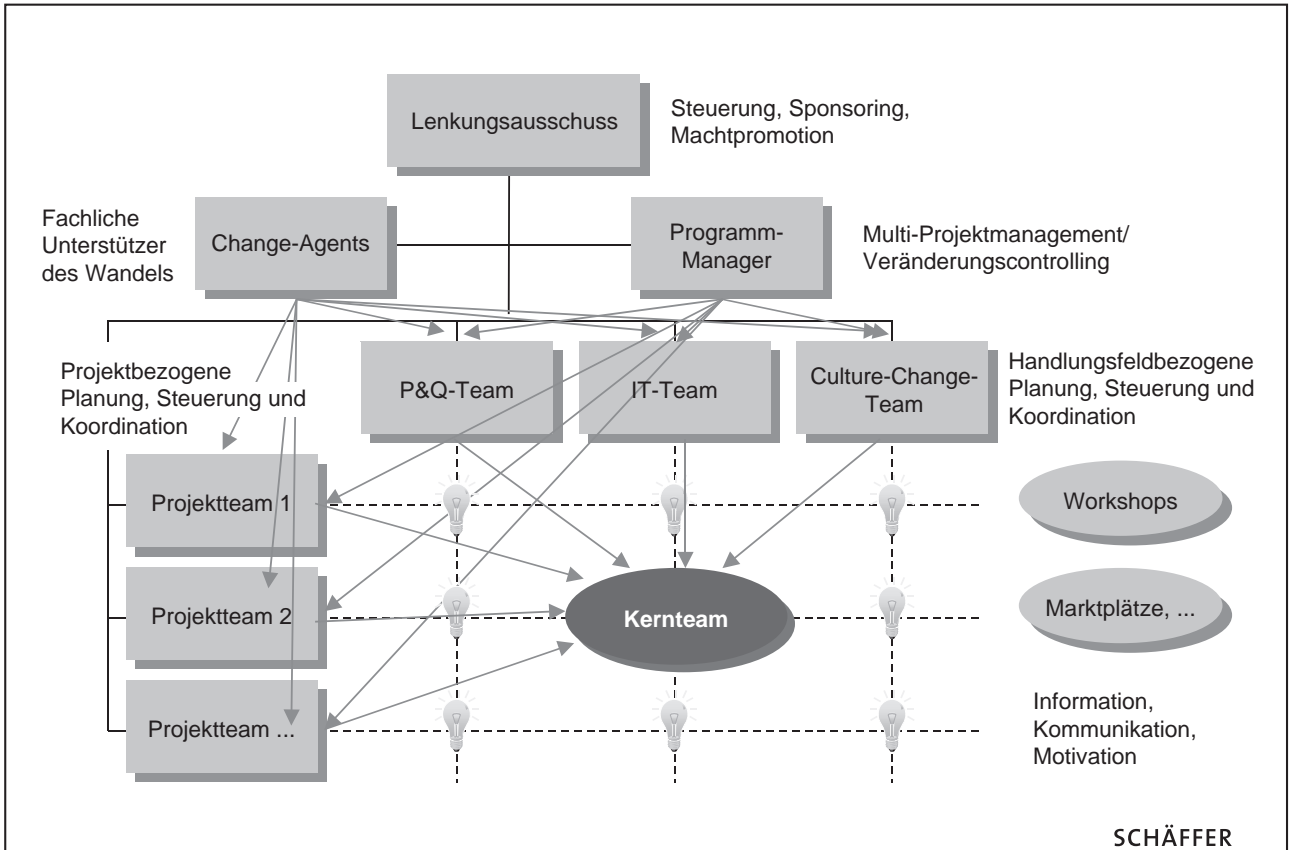 Lenkungsausschuss
Steuerung, Sponsoring,
Machtpromotion
Fachliche
Unterstützer
des Wandels
Change-Agents
Programm-
Manager
Multi-Projektmanagement/
Veränderungscontrolling
Projektbezogene
Planung, Steuerung und
Koordination
P&Q-Team
IT-Team
Culture-Change-
Team
Handlungsfeldbezogene
Planung, Steuerung und
Koordination
Projektteam 1
Workshops
Projektteam 2
Kernteam
Marktplätze, ...
Projektteam ...
Information,
Kommunikation,
Motivation
SCHÄFFER